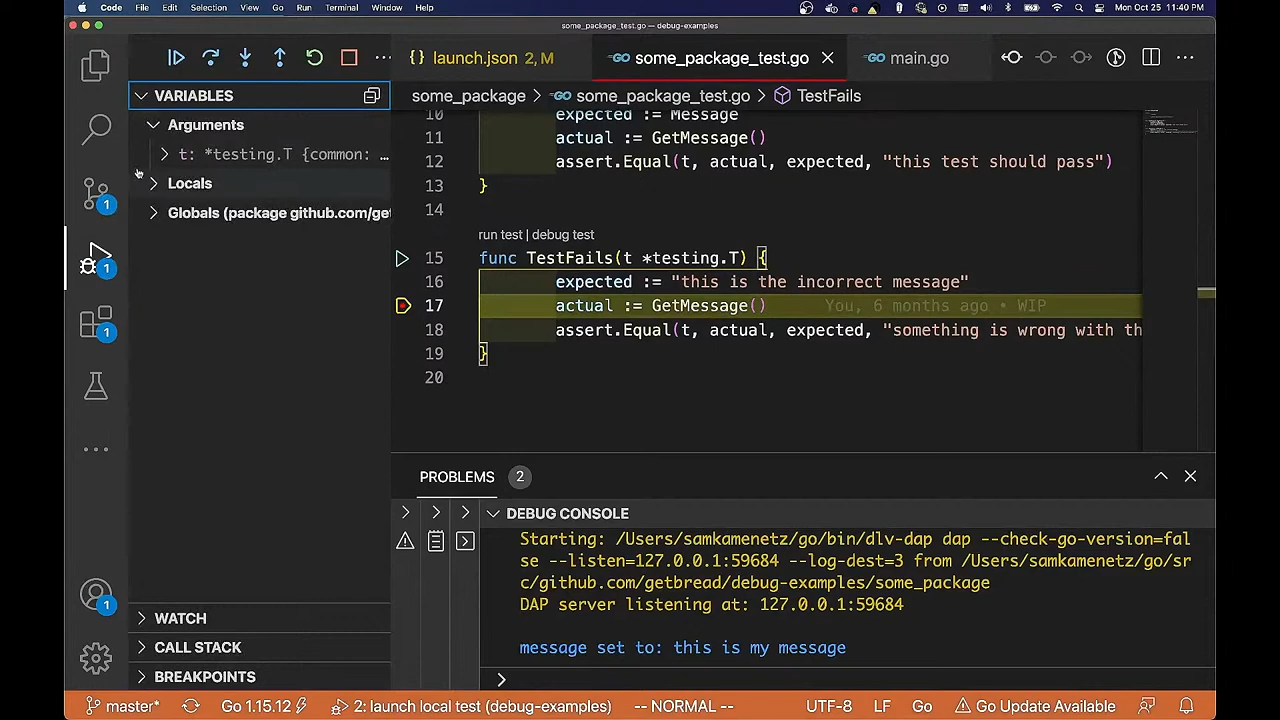 Code File Edit Selection View Go Run Terminal Window Help Mon Oct 25 11:40 PM
some_package_test.go — debug-examples
launch.json 2, M
some_package_test.go
main.go
some_package > some_package_test.go > TestFails
VARIABLES
Arguments
t: *testing.T {common: …
Locals
Globals (package github.com/get
10 expected := Message
11 actual := GetMessage()
12 assert.Equal(t, actual, expected, "this test should pass")
13 }
14
run test | debug test
15 func TestFails(t *testing.T) {
16 expected := "this is the incorrect message"
17 actual := GetMessage() You, 6 months ago • WIP
18 assert.Equal(t, actual, expected, "something is wrong with th
19 }
20
1
1
1
1
PROBLEMS 2
DEBUG CONSOLE
Starting: /Users/samkamenetz/go/bin/dlv-dap dap --check-go-version=fal
se --listen=127.0.0.1:59684 --log-dest=3 from /Users/samkamenetz/go/sr
c/github.com/getbread/debug-examples/some_package
DAP server listening at: 127.0.0.1:59684
message set to: this is my message
WATCH
CALL STACK
BREAKPOINTS
master* Go 1.15.12 2: launch local test (debug-examples) -- NORMAL -- UTF-8 LF Go Go Update Available